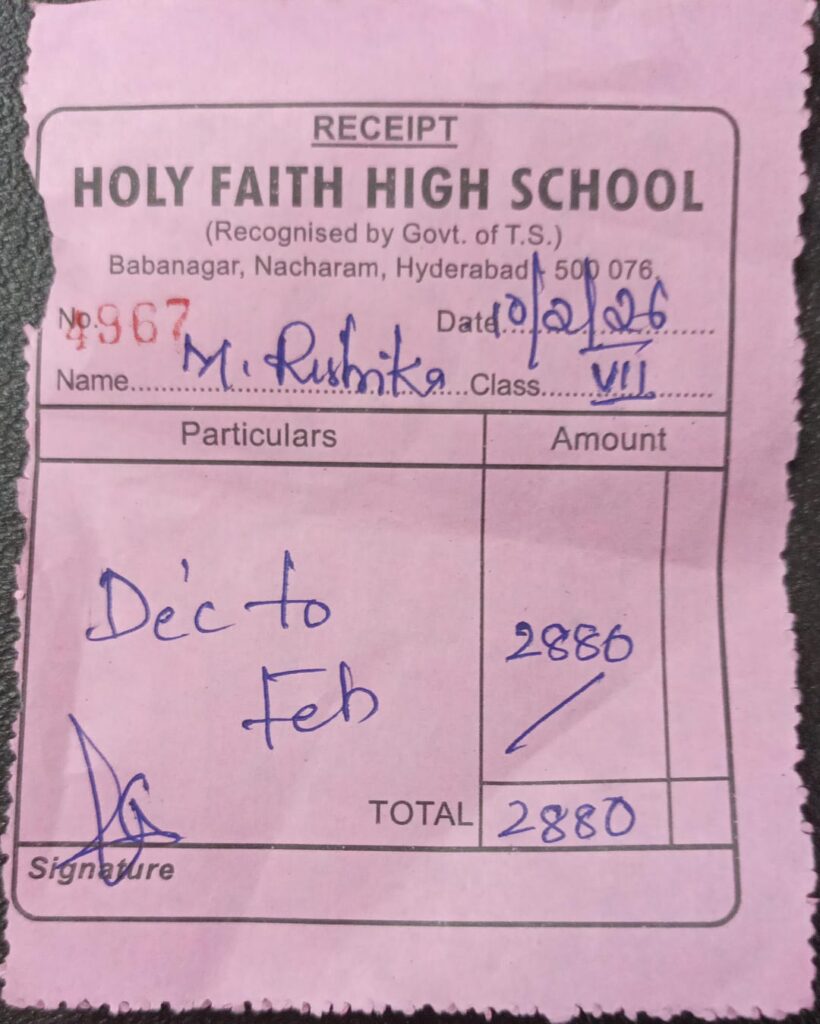 RECEIPT
HOLY FAITH HIGH SCHOOL
(Recognised by Govt. of T.S.)
Babanagar, Nacharam, Hyderabad - 500 076.
No. 4967 Date 10/2/26
Name M. Rishika Class VII
Particulars Amount
Dec to 2880
Feb
TOTAL 2880
Signature